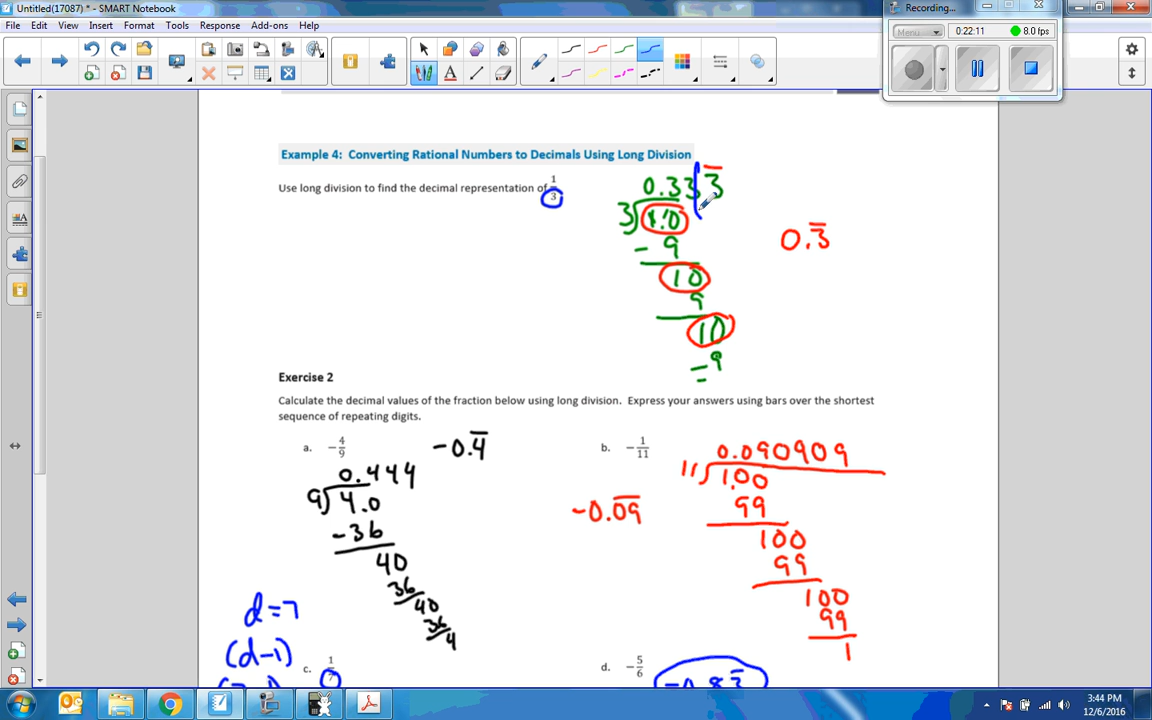 Untitled(17087) * - SMART Notebook
Recording...
File Edit View Insert Format Tools Response Add-ons Help
Menu 0:22:11 8.0 fps
Example 4: Converting Rational Numbers to Decimals Using Long Division
Use long division to find the decimal representation of 1/3
0.333̅
3 1.0
- 9
10
9
10
- 9
0.3̅
Exercise 2
Calculate the decimal values of the fraction below using long division. Express your answers using bars over the shortest
sequence of repeating digits.
a. -4/9
-0.4̅
0.444
9 4.0
-36
40
36
40
36
4
b. -1/11
0.090909
11 1.00
-0.0̅9̅
99
100
99
100
99
1
d=7
(d-1)
c. 1/7
d. -5/6
-0.83̅
3:44 PM
12/6/2016